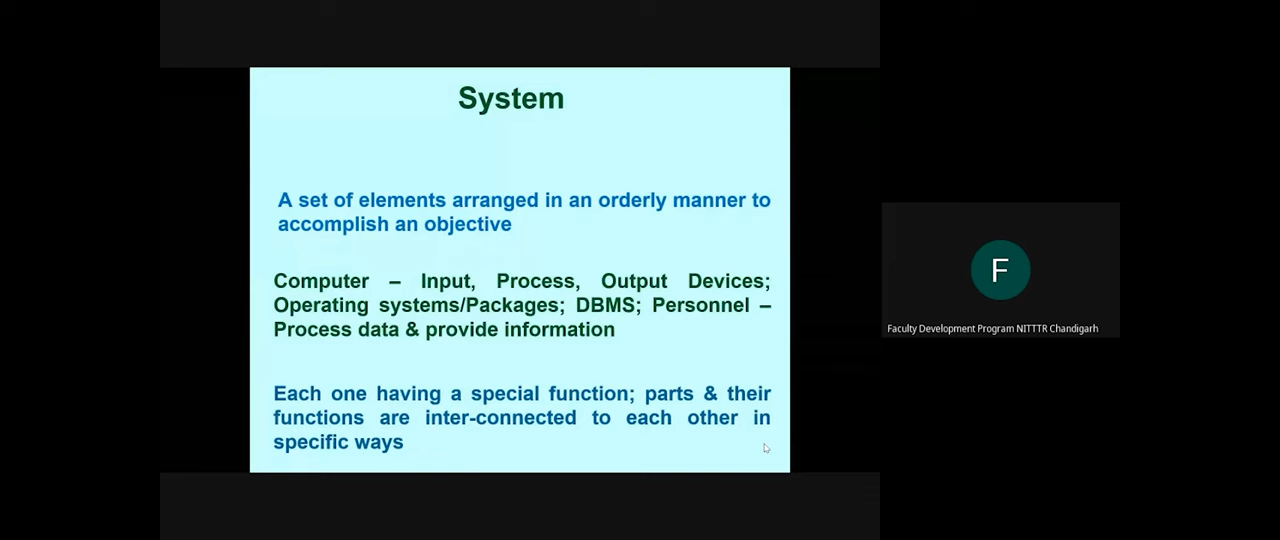 System
A set of elements arranged in an orderly manner to
accomplish an objective
Computer – Input, Process, Output Devices;
Operating systems/Packages; DBMS; Personnel –
Process data & provide information
Each one having a special function; parts & their
functions are inter-connected to each other in
specific ways
F
Faculty Development Program NITTTR Chandigarh